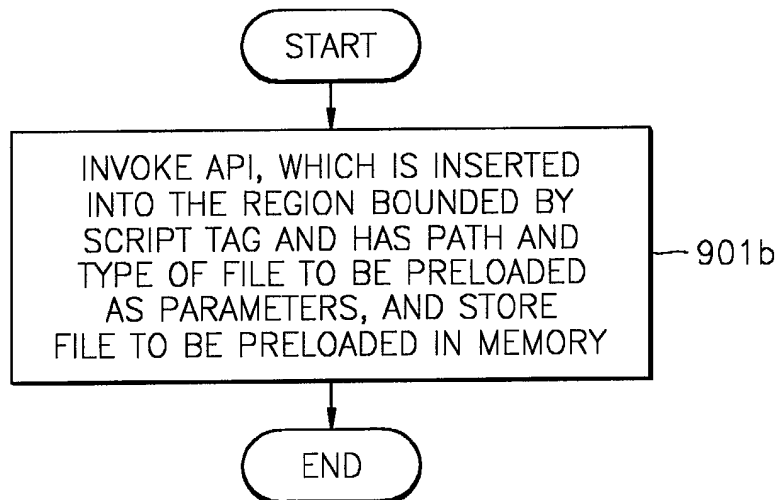 START
INVOKE API, WHICH IS INSERTED
INTO THE REGION BOUNDED BY
SCRIPT TAG AND HAS PATH AND
TYPE OF FILE TO BE PRELOADED
AS PARAMETERS, AND STORE
FILE TO BE PRELOADED IN MEMORY
901b
END